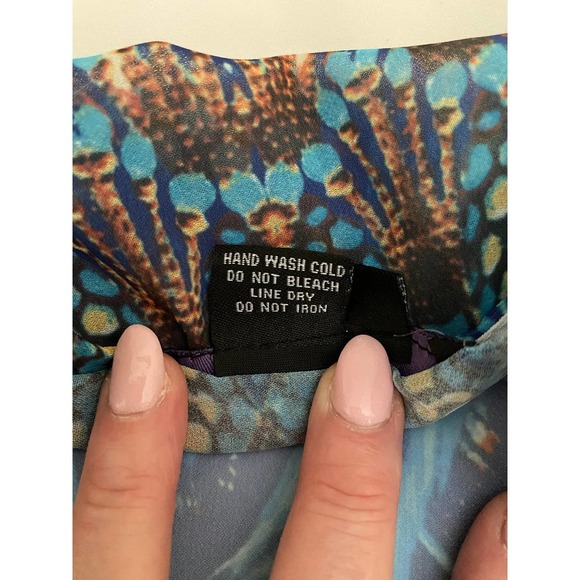 HAND WASH COLD
DO NOT BLEACH
LINE DRY
DO NOT IRON